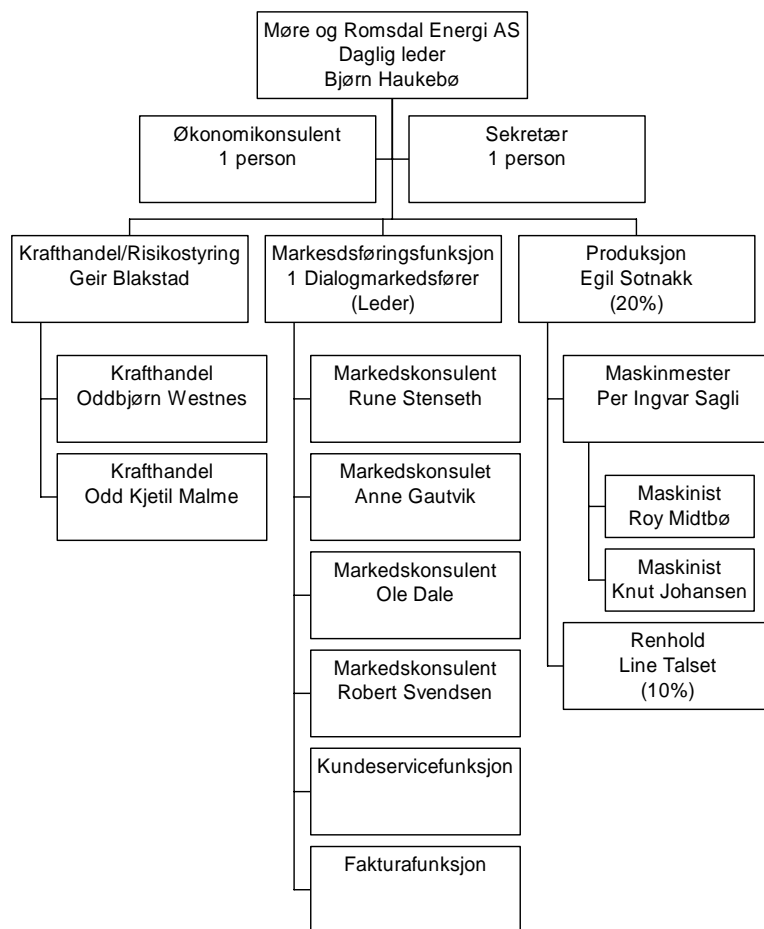 Møre og Romsdal Energi AS
Daglig leder
Bjørn Haukebø
Økonomikonsulent
1 person
Sekretær
1 person
Krafthandel/Risikostyring
Geir Blakstad
Krafthandel
Oddbjørn Westnes
Krafthandel
Odd Kjetil Malme
Markesdsføringsfunksjon
1 Dialogmarkedsfører
(Leder)
Markedskonsulent
Rune Stenseth
Markedskonsulet
Anne Gautvik
Markedskonsulent
Ole Dale
Markedskonsulent
Robert Svendsen
Kundeservicefunksjon
Fakturafunksjon
Produksjon
Egil Sotnakk
(20%)
Maskinmester
Per Ingvar Sagli
Maskinist
Roy Midtbø
Maskinist
Knut Johansen
Renhold
Line Talset
(10%)